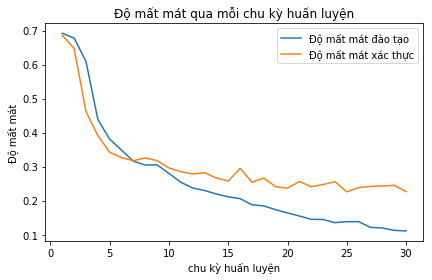 Độ mất mát qua mỗi chu kỳ huấn luyện
Độ mất mát đào tạo
Độ mất mát xác thực
Độ mất mát
0.7
0.6
0.5
0.4
0.3
0.2
0.1
0
5
10
15
20
25
30
chu kỳ huấn luyện